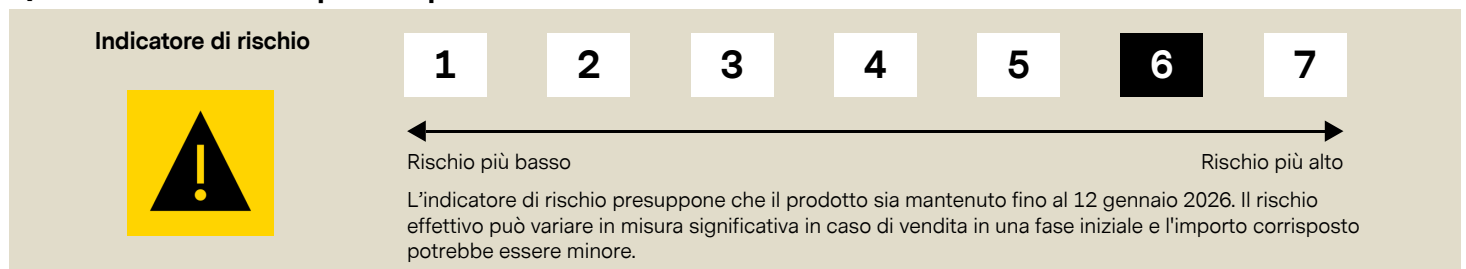 Indicatore di rischio
1 2 3 4 5 6 7
Rischio più basso
Rischio più alto
L'indicatore di rischio presuppone che il prodotto sia mantenuto fino al 12 gennaio 2026. Il rischio
effettivo può variare in misura significativa in caso di vendita in una fase iniziale e l'importo corrisposto
potrebbe essere minore.